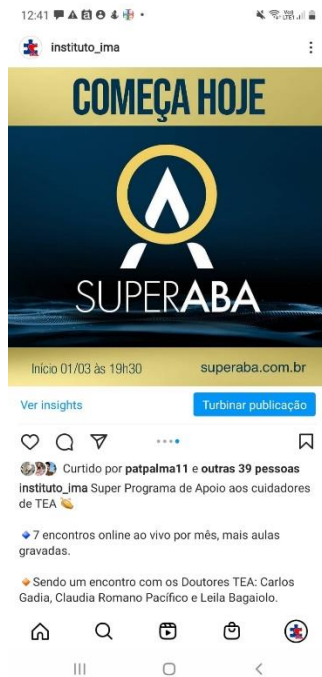 12:41
instituto_ima
COMEÇA HOJE
SUPERABA
Início 01/03 às 19h30
superaba.com.br
Ver insights
Turbinar publicação
Curtido por patpalma11 e outras 39 pessoas
instituto_ima Super Programa de Apoio aos cuidadores
de TEA
7 encontros online ao vivo por mês, mais aulas
gravadas.
Sendo um encontro com os Doutores TEA: Carlos
Gadia, Claudia Romano Pacífico e Leila Bagaiolo.